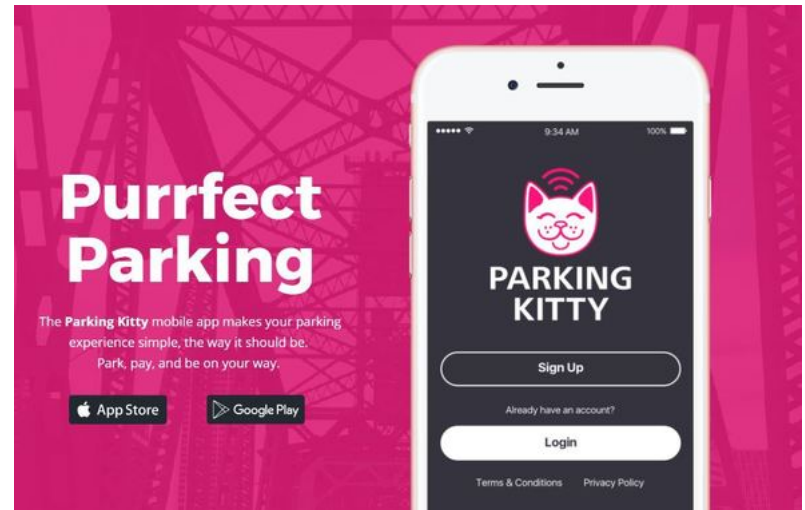 Purrfect
Parking
The Parking Kitty mobile app makes your parking
experience simple, the way it should be.
Park, pay, and be on your way.
App Store
Google Play
9:34 AM
100%
PARKING
KITTY
Sign Up
Already have an account?
Login
Terms & Conditions
Privacy Policy